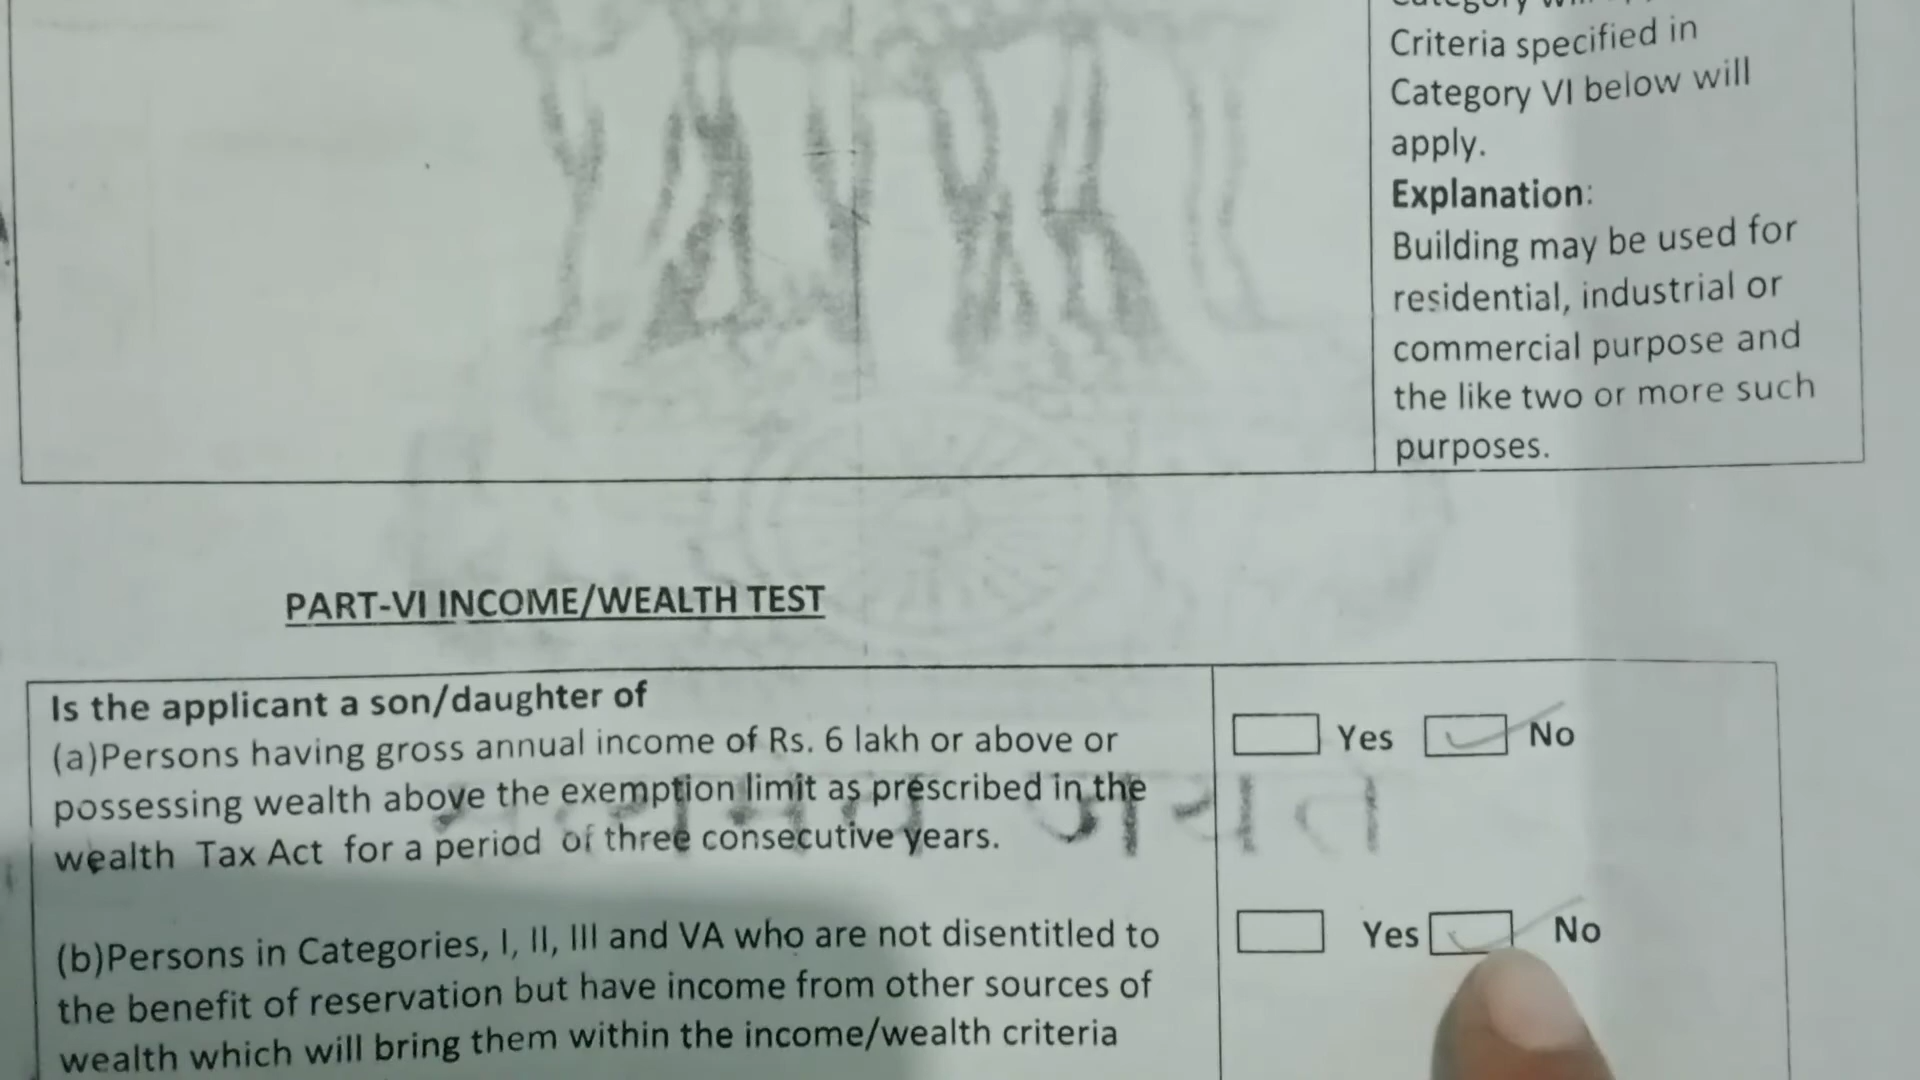 Criteria specified in
Category VI below will
apply.
Explanation:
Building may be used for
residential, industrial or
commercial purpose and
the like two or more such
purposes.
PART-VI INCOME/WEALTH TEST
Is the applicant a son/daughter of
(a)Persons having gross annual income of Rs. 6 lakh or above or
possessing wealth above the exemption limit as prescribed in the
wealth Tax Act for a period of three consecutive years.
Yes No
(b)Persons in Categories, I, II, III and VA who are not disentitled to
the benefit of reservation but have income from other sources of
wealth which will bring them within the income/wealth criteria
Yes No